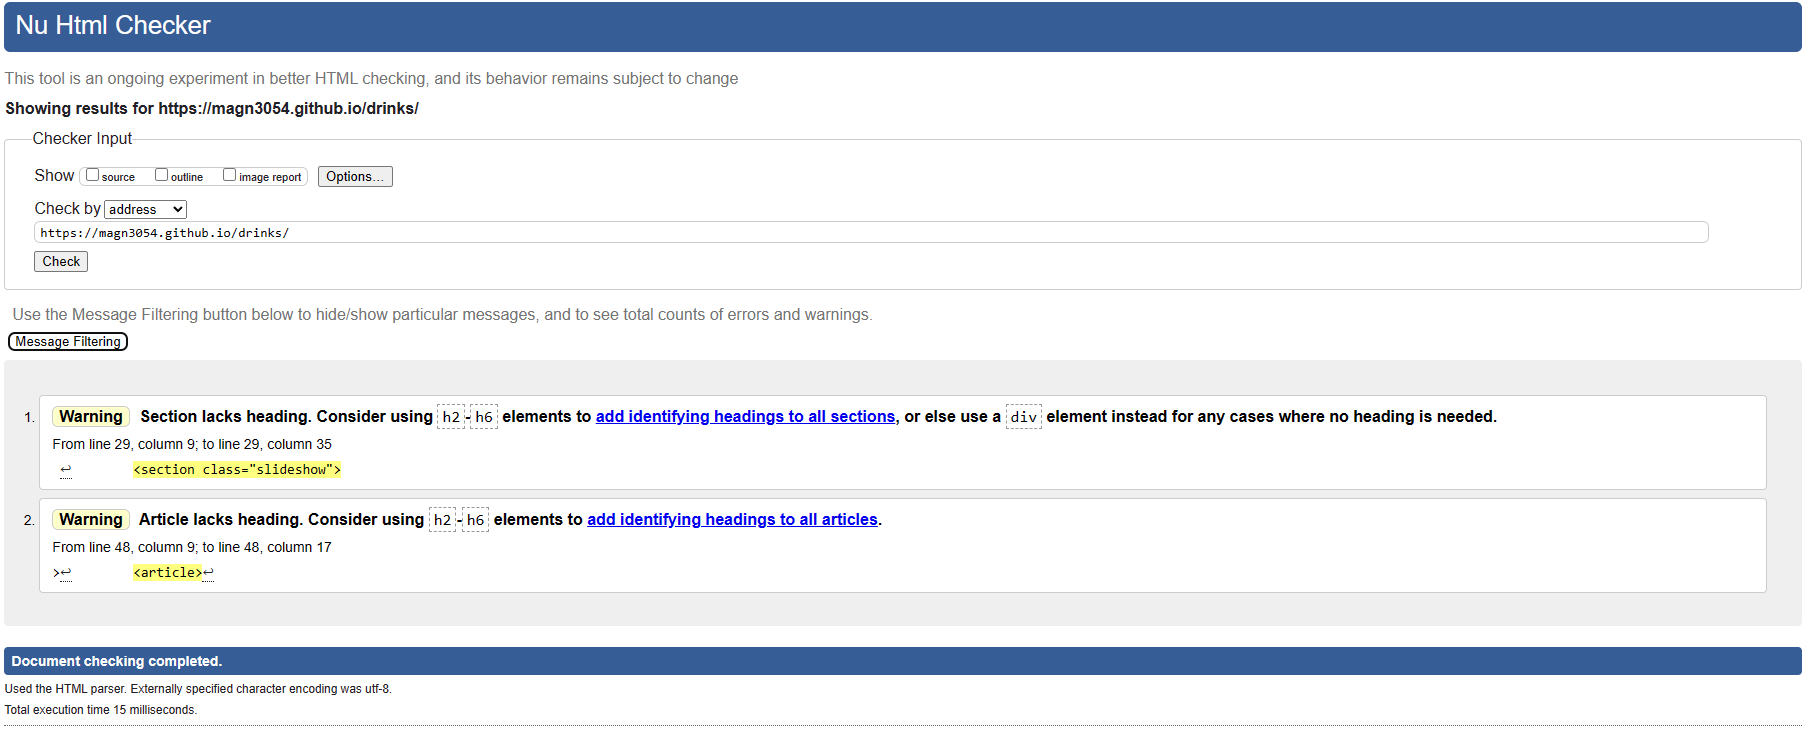 Nu Html Checker
This tool is an ongoing experiment in better HTML checking, and its behavior remains subject to change
Showing results for https://magn3054.github.io/drinks/
Checker Input
Show source outline image report Options...
Check by address
https://magn3054.github.io/drinks/
Check
Use the Message Filtering button below to hide/show particular messages, and to see total counts of errors and warnings.
Message Filtering
1. Warning Section lacks heading. Consider using h2-h6 elements to add identifying headings to all sections, or else use a div element instead for any cases where no heading is needed.
From line 29, column 9; to line 29, column 35
↩ <section class="slideshow">
2. Warning Article lacks heading. Consider using h2-h6 elements to add identifying headings to all articles.
From line 48, column 9; to line 48, column 17
>↩ <article>↩
Document checking completed.
Used the HTML parser. Externally specified character encoding was utf-8.
Total execution time 15 milliseconds.